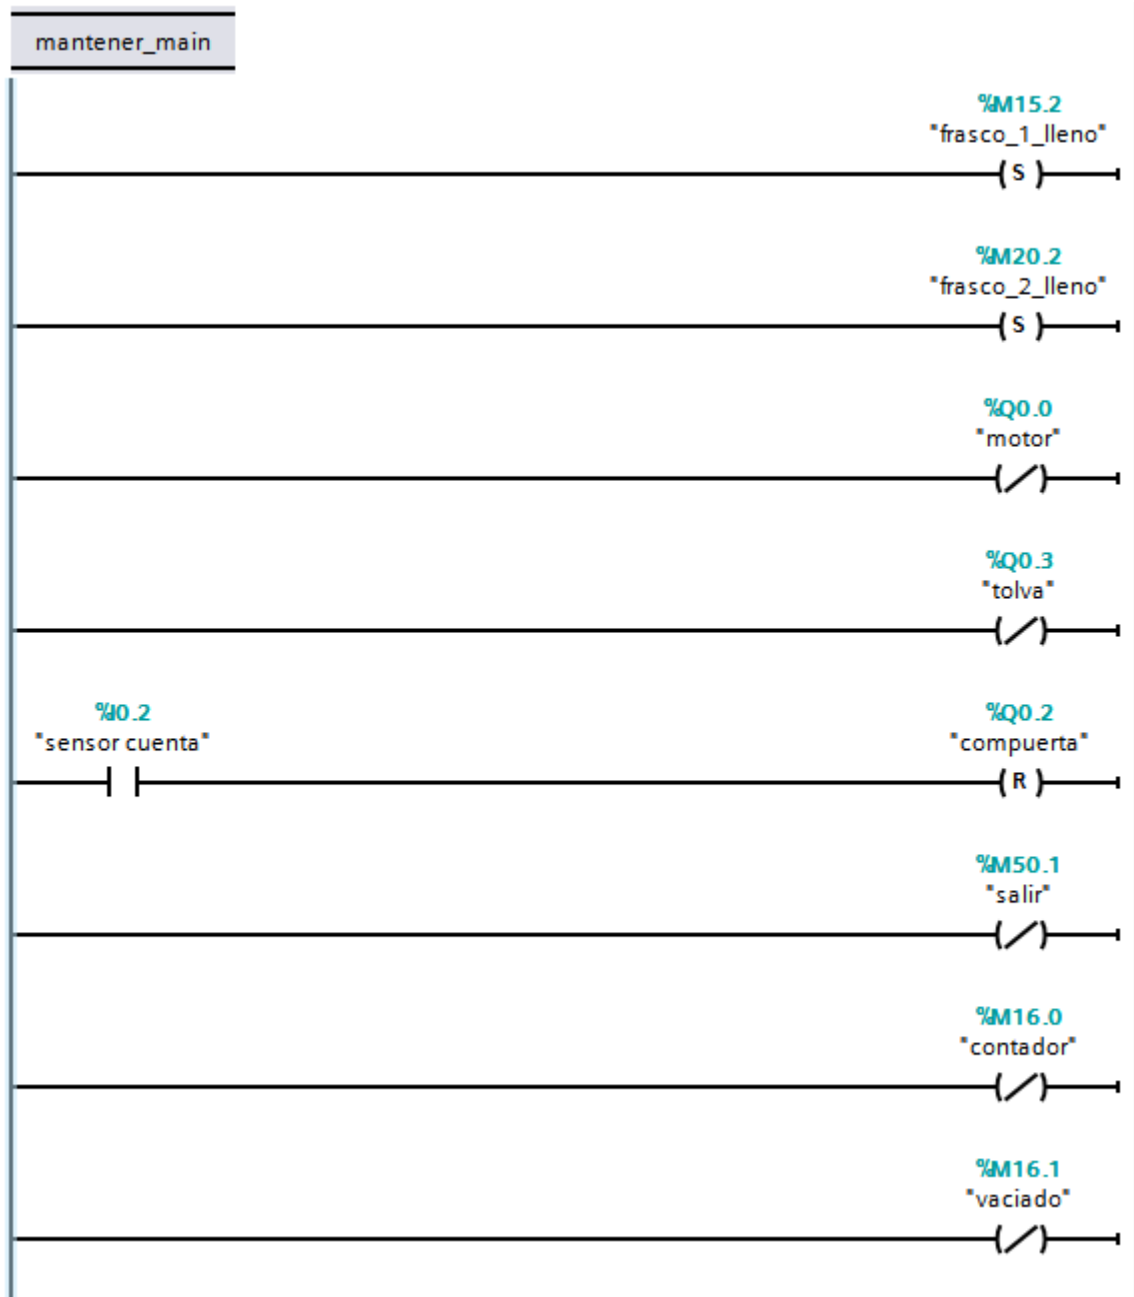 mantener_main
%M15.2
"frasco_1_lleno"
S
%M20.2
"frasco_2_lleno"
S
%Q0.0
"motor"
%Q0.3
"tolva"
%I0.2
"sensor cuenta"
%Q0.2
"compuerta"
R
%M50.1
"salir"
%M16.0
"contador"
%M16.1
"vaciado"